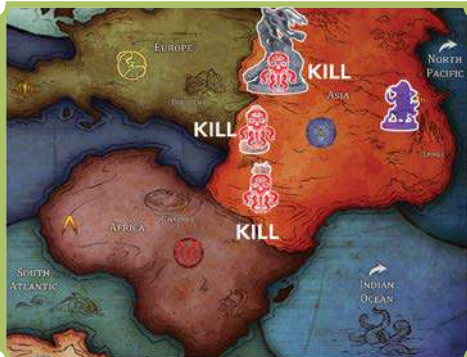 EUROPE
NORTH
PACIFIC
KILL
ASIA
KILL
KILL
AFRICA
SOUTH
ATLANTIC
INDIAN
OCEAN